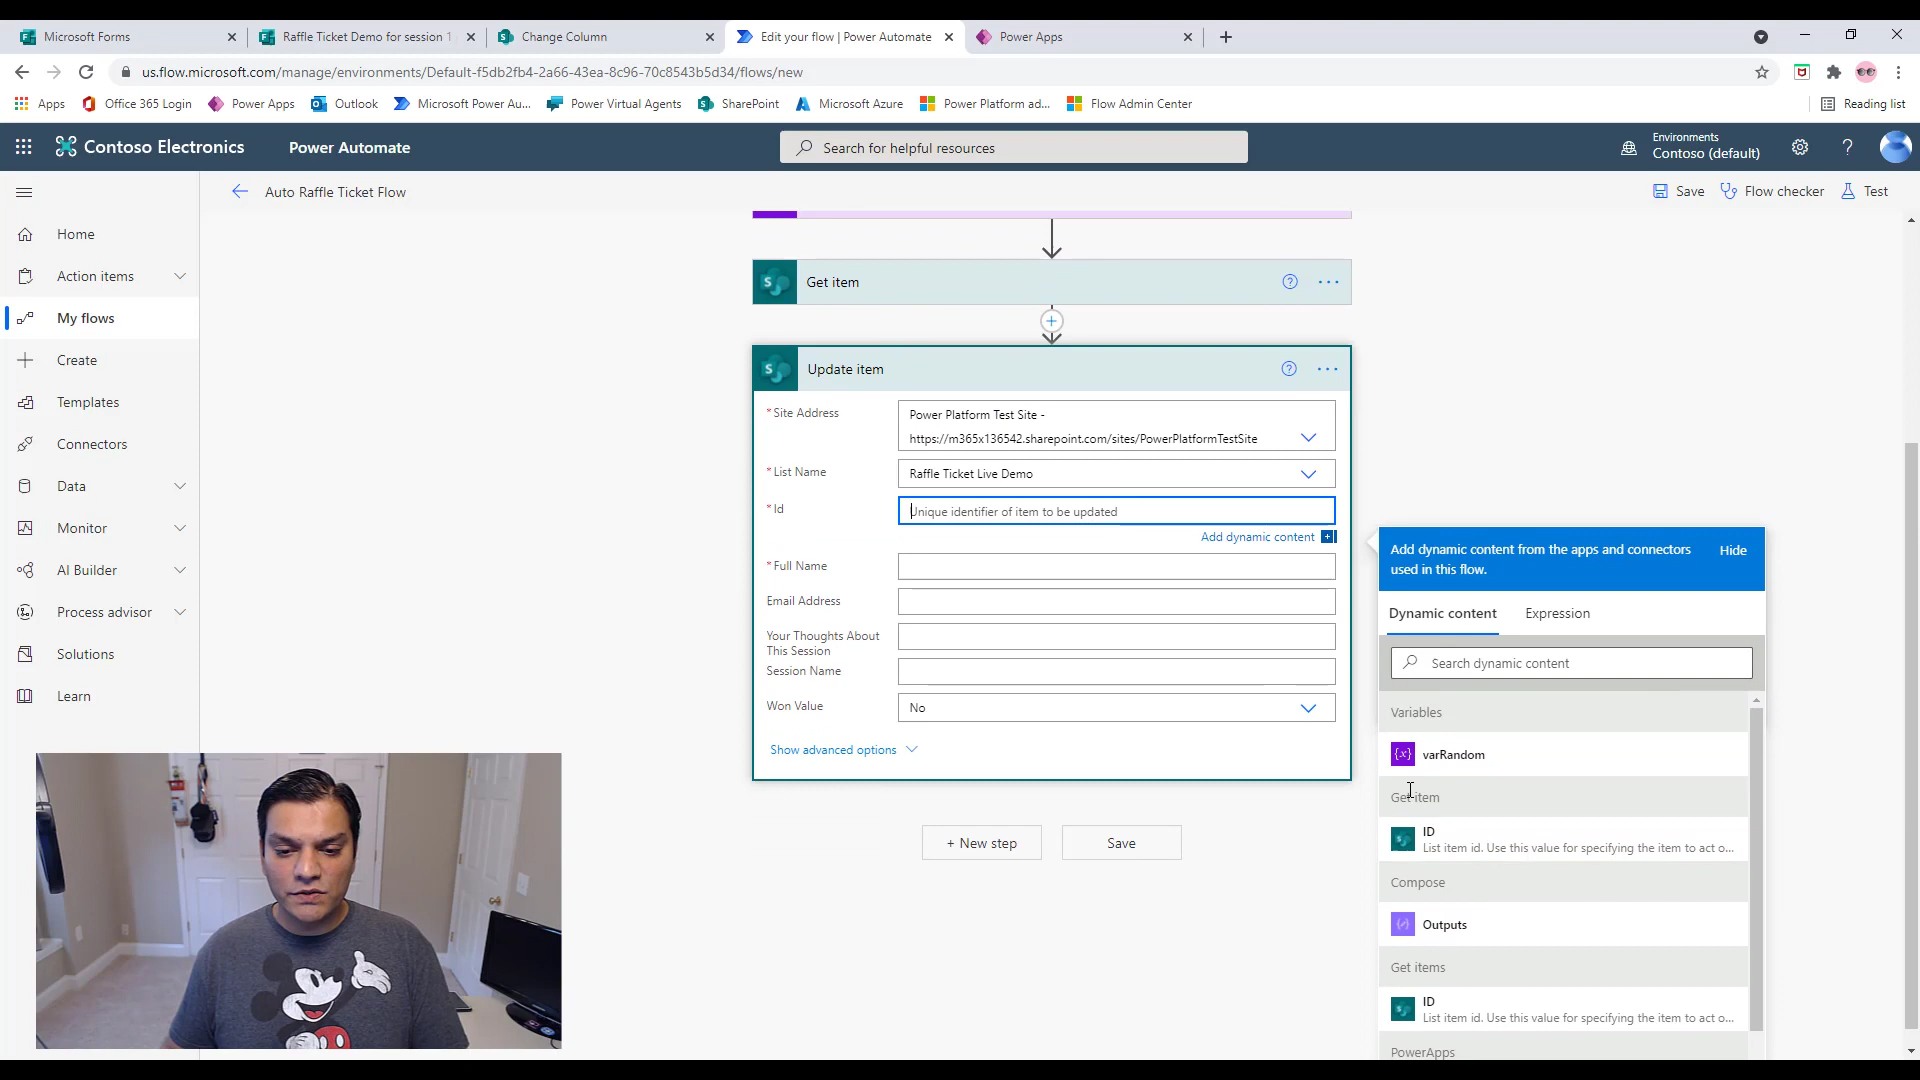 Microsoft Forms
Raffle Ticket Demo for session 1
Change Column
Edit your flow | Power Automate
Power Apps
us.flow.microsoft.com/manage/environments/Default-f5db2fb4-2a66-43ea-8c96-70c8543b5d34/flows/new
Apps
Office 365 Login
Power Apps
Outlook
Microsoft Power Au...
Power Virtual Agents
SharePoint
Microsoft Azure
Power Platform ad...
Flow Admin Center
Reading list
Contoso Electronics
Power Automate
Search for helpful resources
Environments
Contoso (default)
Auto Raffle Ticket Flow
Save
Flow checker
Test
Home
Action items
My flows
Create
Templates
Connectors
Data
Monitor
AI Builder
Process advisor
Solutions
Learn
Get item
Update item
*Site Address
Power Platform Test Site -
https://m365x136542.sharepoint.com/sites/PowerPlatformTestSite
*List Name
Raffle Ticket Live Demo
*Id
Unique identifier of item to be updated
Add dynamic content
*Full Name
Email Address
Your Thoughts About
This Session
Session Name
Won Value
No
Show advanced options
+ New step
Save
Add dynamic content from the apps and connectors
used in this flow.
Hide
Dynamic content
Expression
Search dynamic content
Variables
{x}
varRandom
Get item
ID
List item id. Use this value for specifying the item to act o...
Compose
Outputs
Get items
ID
List item id. Use this value for specifying the item to act o...
PowerApps